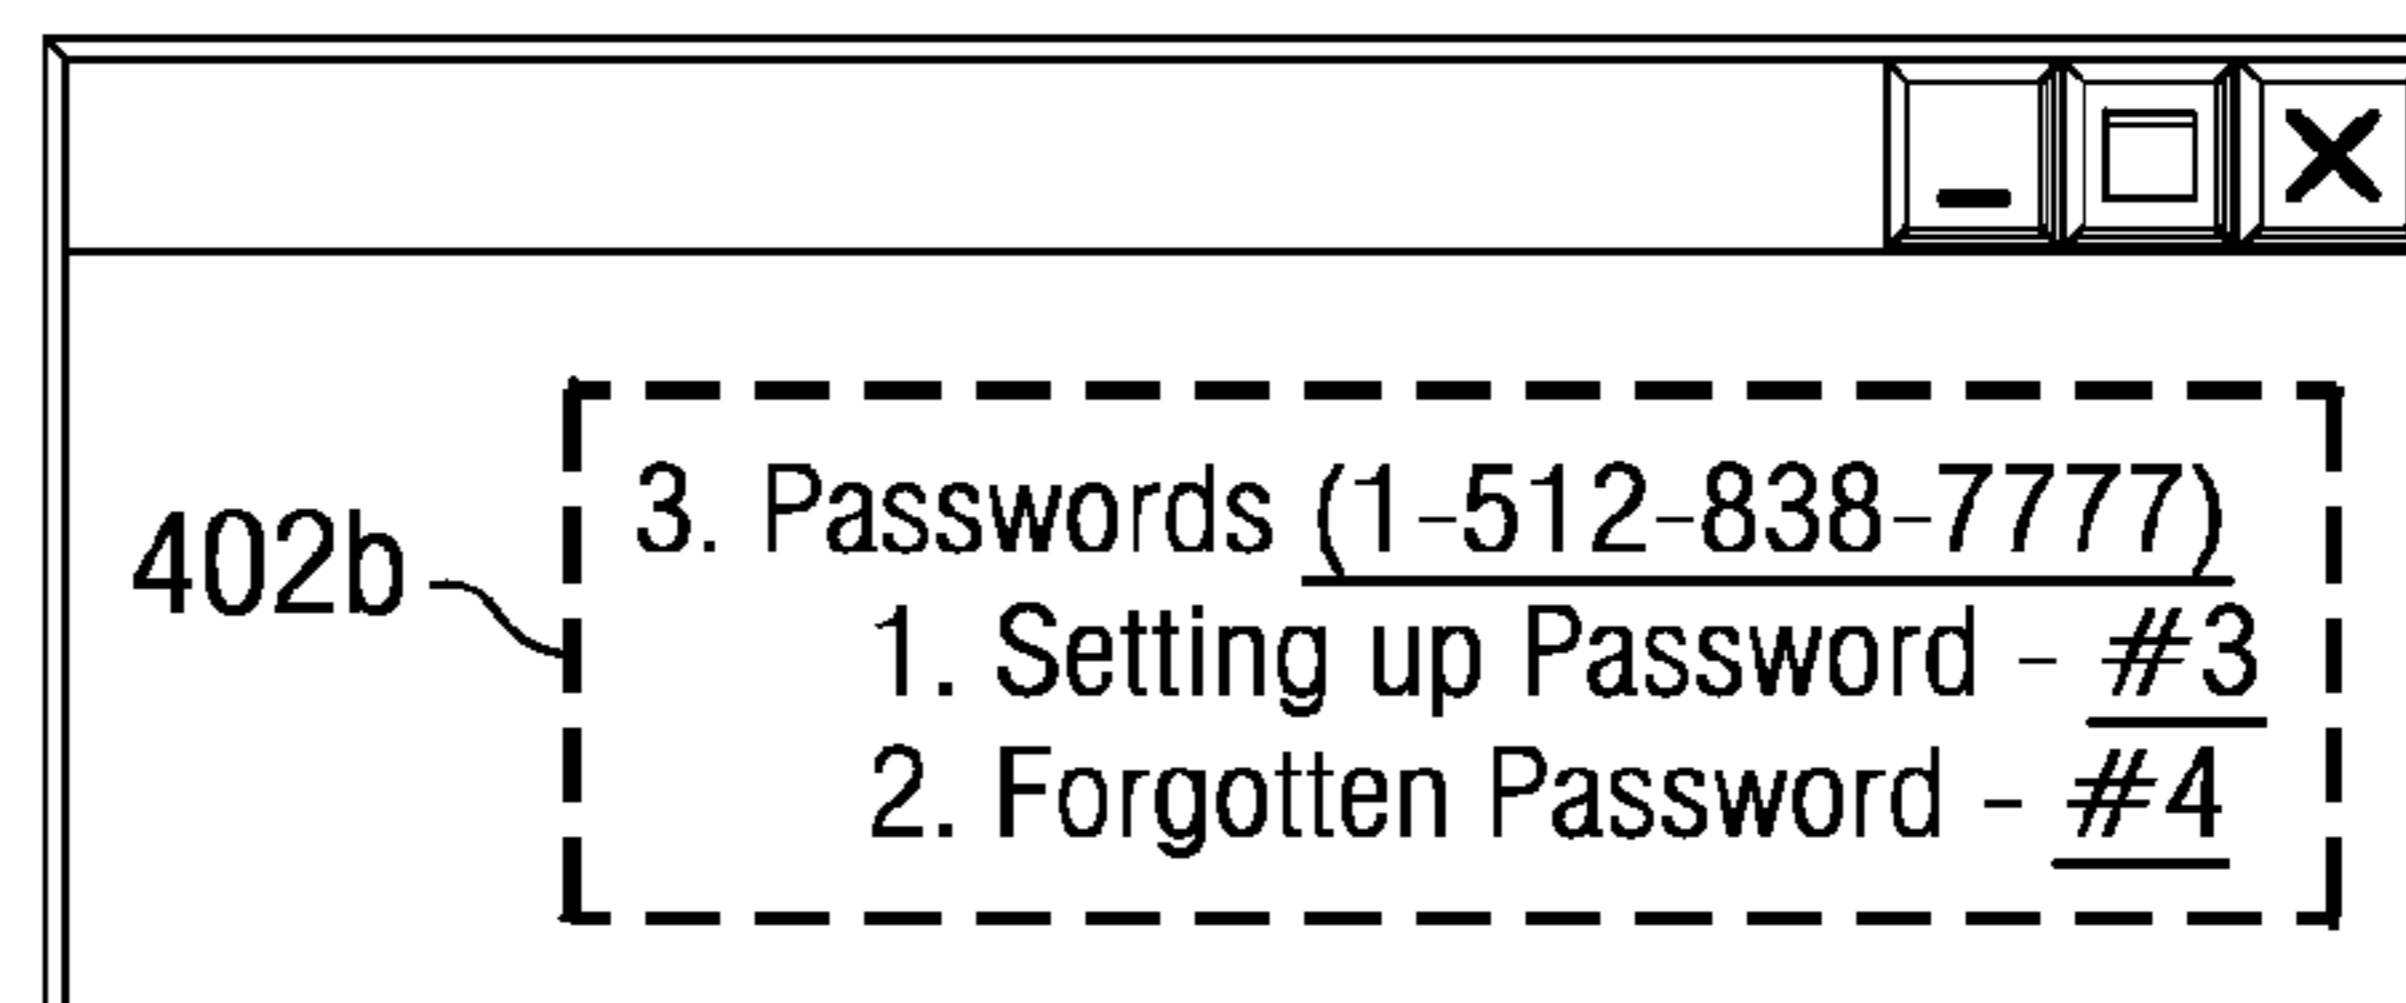 3. Passwords (1-512-838-7777)
402b
1. Setting up Password - #3
2. Forgotten Password - #4